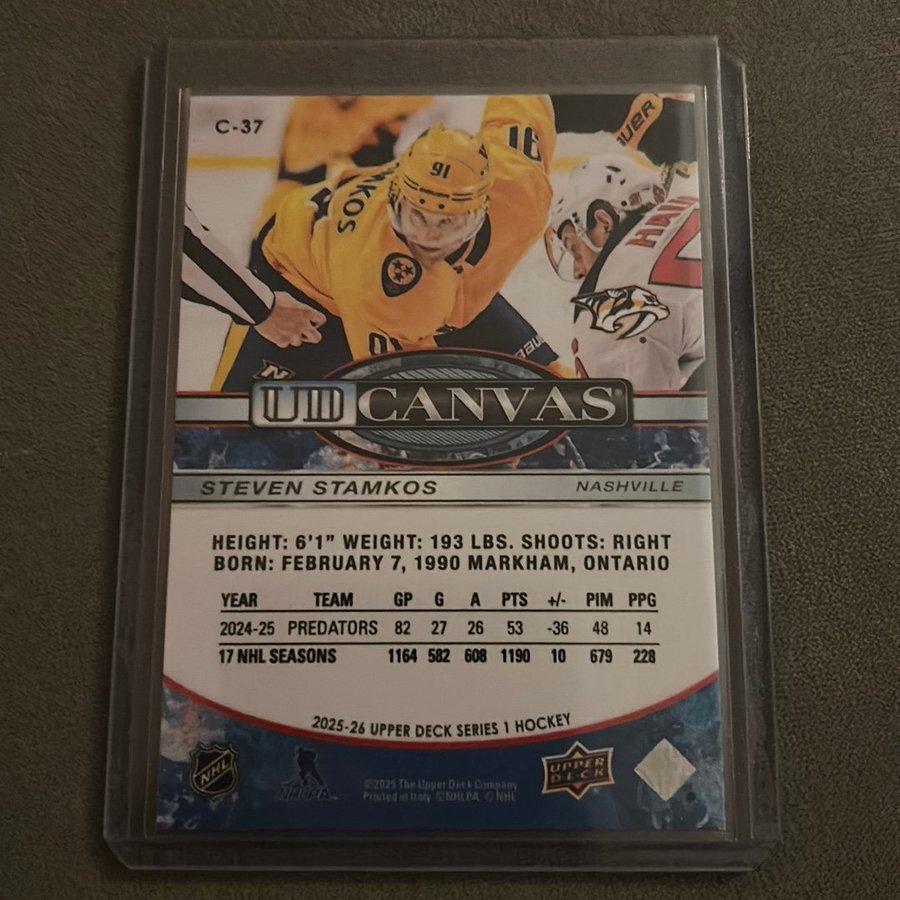 C-37
BAUER
91
91
STAMKOS
91
UD CANVAS®
STEVEN STAMKOS NASHVILLE
HEIGHT: 6'1" WEIGHT: 193 LBS. SHOOTS: RIGHT
BORN: FEBRUARY 7, 1990 MARKHAM, ONTARIO
YEAR TEAM GP G A PTS +/- PIM PPG
2024-25 PREDATORS 82 27 26 53 -36 48 14
17 NHL SEASONS 1164 582 608 1190 10 679 228
2025-26 UPPER DECK SERIES 1 HOCKEY
NHL
NHLPA
©2025 The Upper Deck Company
Printed in Italy ©NHLPA © NHL
UPPER DECK